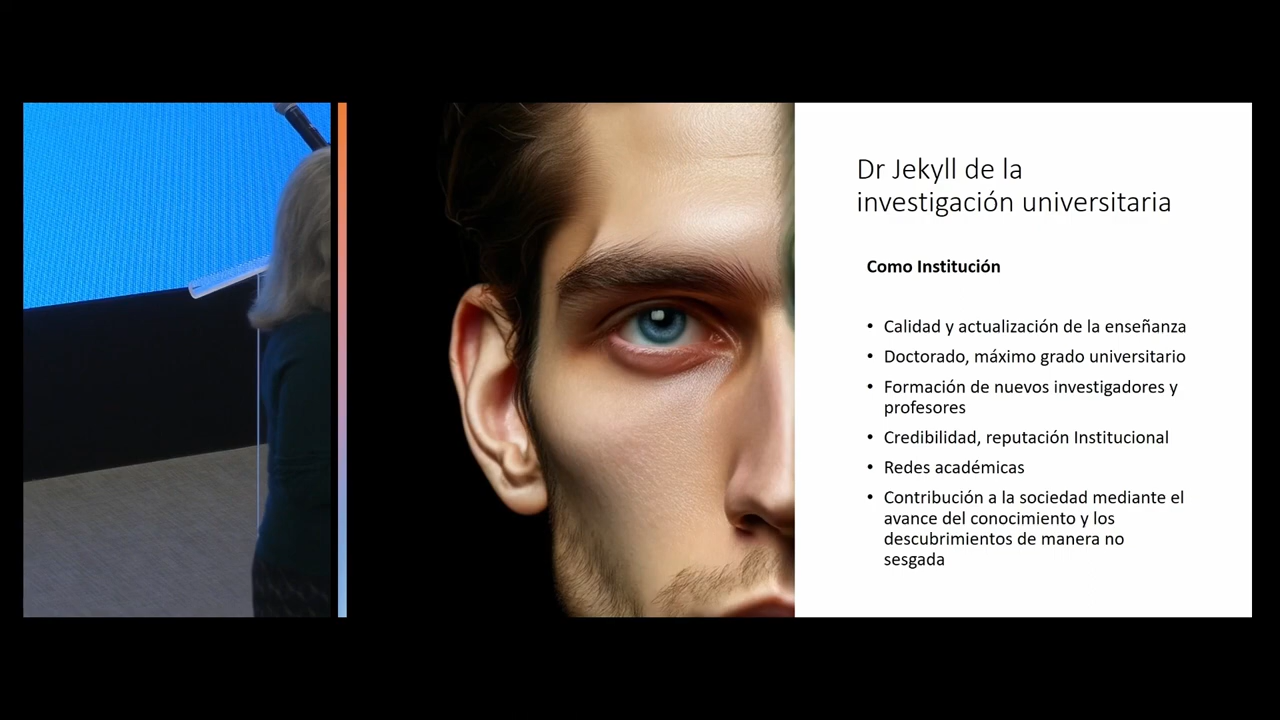 Dr Jekyll de la
investigación universitaria
Como Institución
• Calidad y actualización de la enseñanza
• Doctorado, máximo grado universitario
• Formación de nuevos investigadores y
profesores
• Credibilidad, reputación Institucional
• Redes académicas
• Contribución a la sociedad mediante el
avance del conocimiento y los
descubrimientos de manera no
sesgada